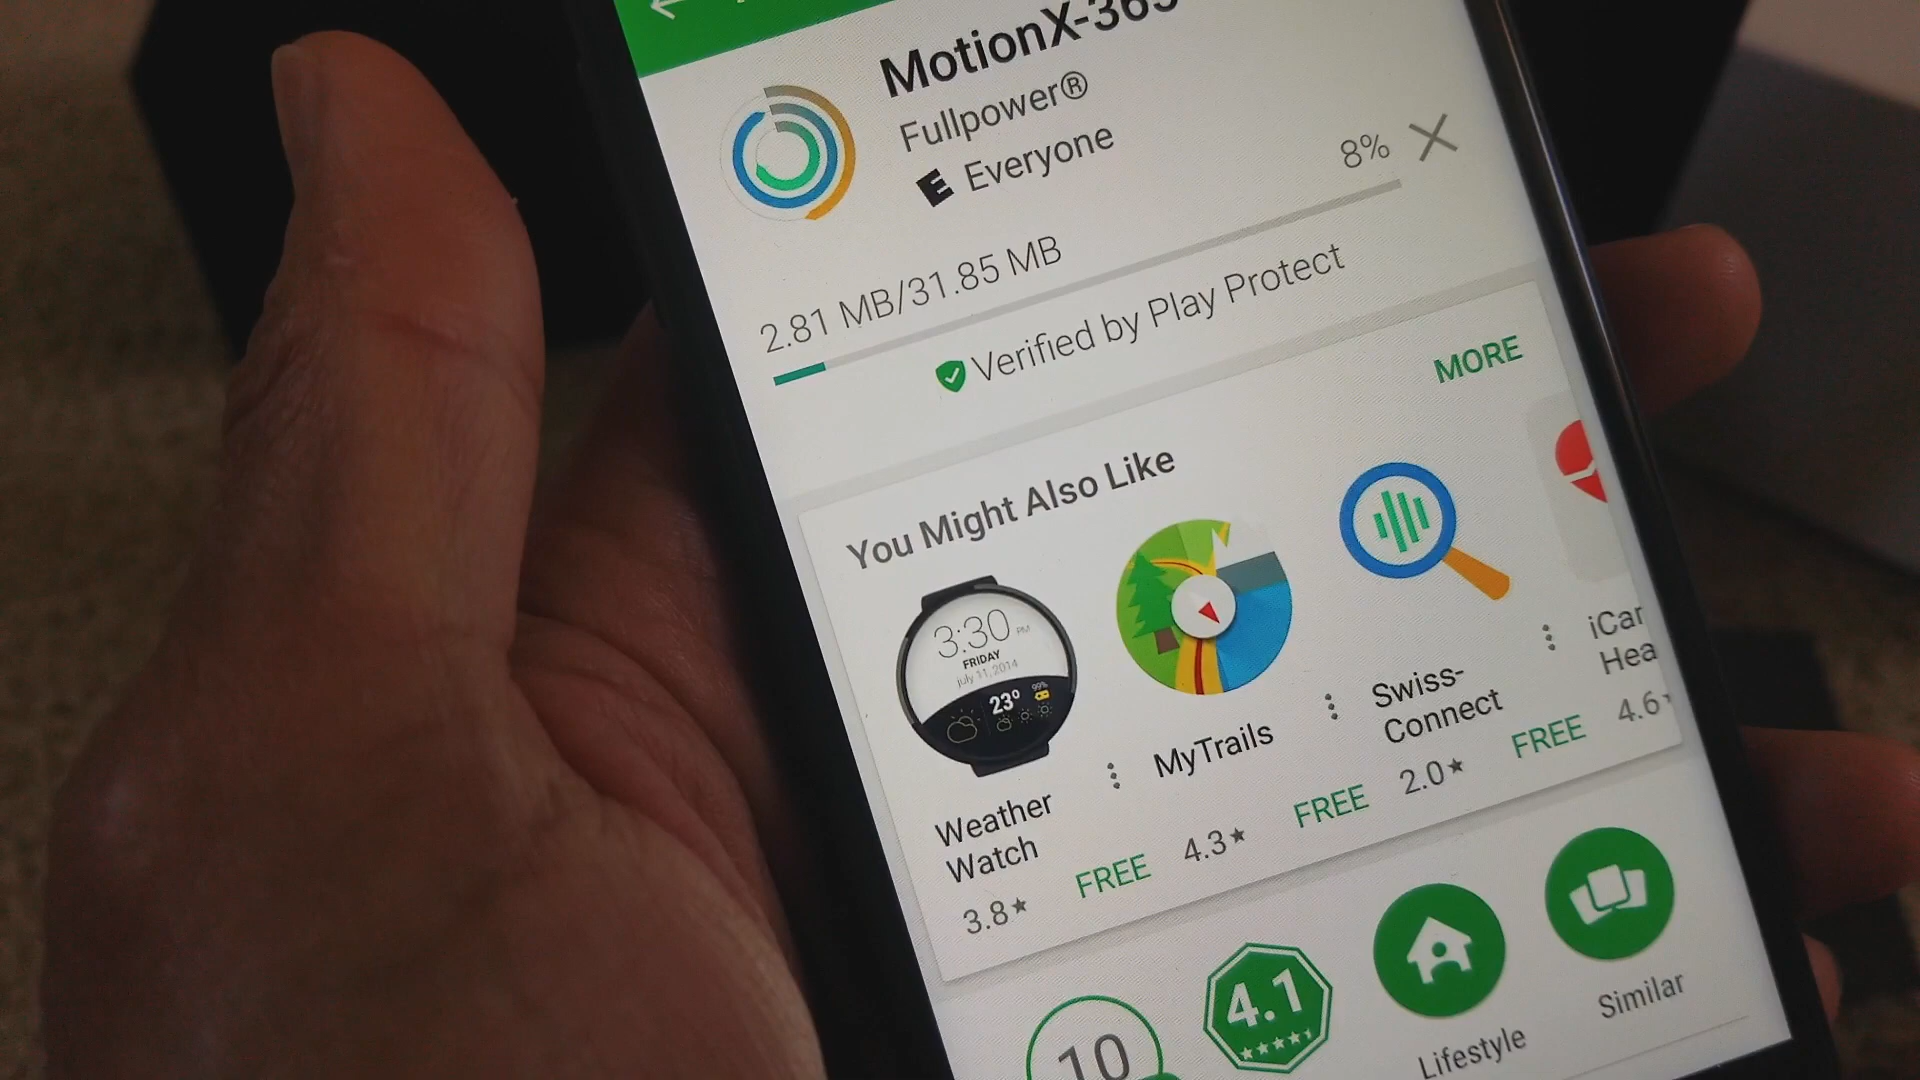 MotionX-365
Fullpower®
E Everyone
8%
2.81 MB/31.85 MB
Verified by Play Protect
You Might Also Like
MORE
3:30 PM
FRIDAY
July 11, 2014
23° 99%
Weather
Watch
3.8★ FREE
MyTrails
4.3★ FREE
Swiss-
Connect
2.0★ FREE
iCar
Hea
4.6
10
4.1
Lifestyle
Similar